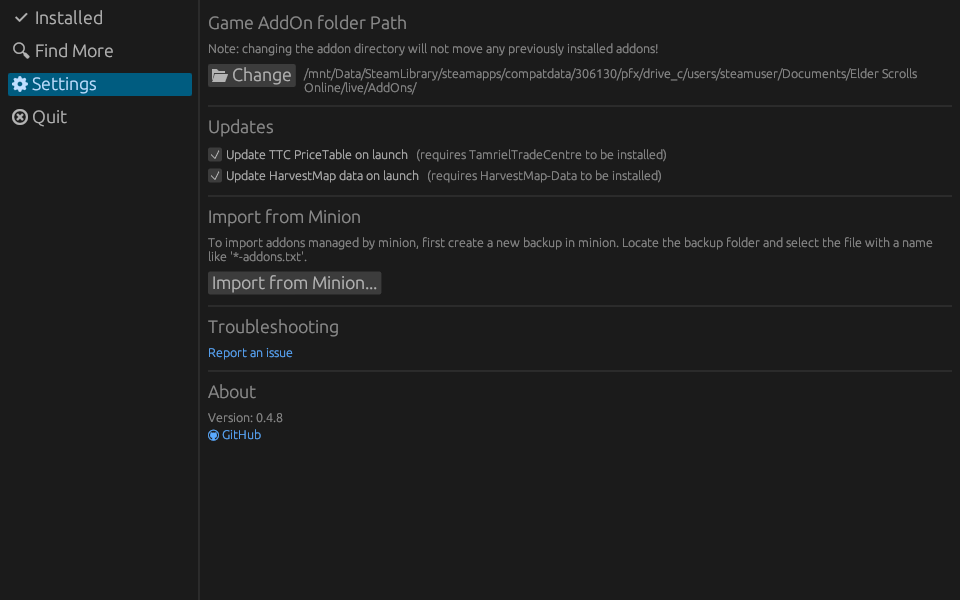 Installed
Find More
Settings
Quit
Game AddOn folder Path
Note: changing the addon directory will not move any previously installed addons!
Change
/mnt/Data/SteamLibrary/steamapps/compatdata/306130/pfx/drive_c/users/steamuser/Documents/Elder Scrolls
Online/live/AddOns/
Updates
Update TTC PriceTable on launch (requires TamrielTradeCentre to be installed)
Update HarvestMap data on launch (requires HarvestMap-Data to be installed)
Import from Minion
To import addons managed by minion, first create a new backup in minion. Locate the backup folder and select the file with a name
like '*-addons.txt'.
Import from Minion...
Troubleshooting
Report an issue
About
Version: 0.4.8
GitHub